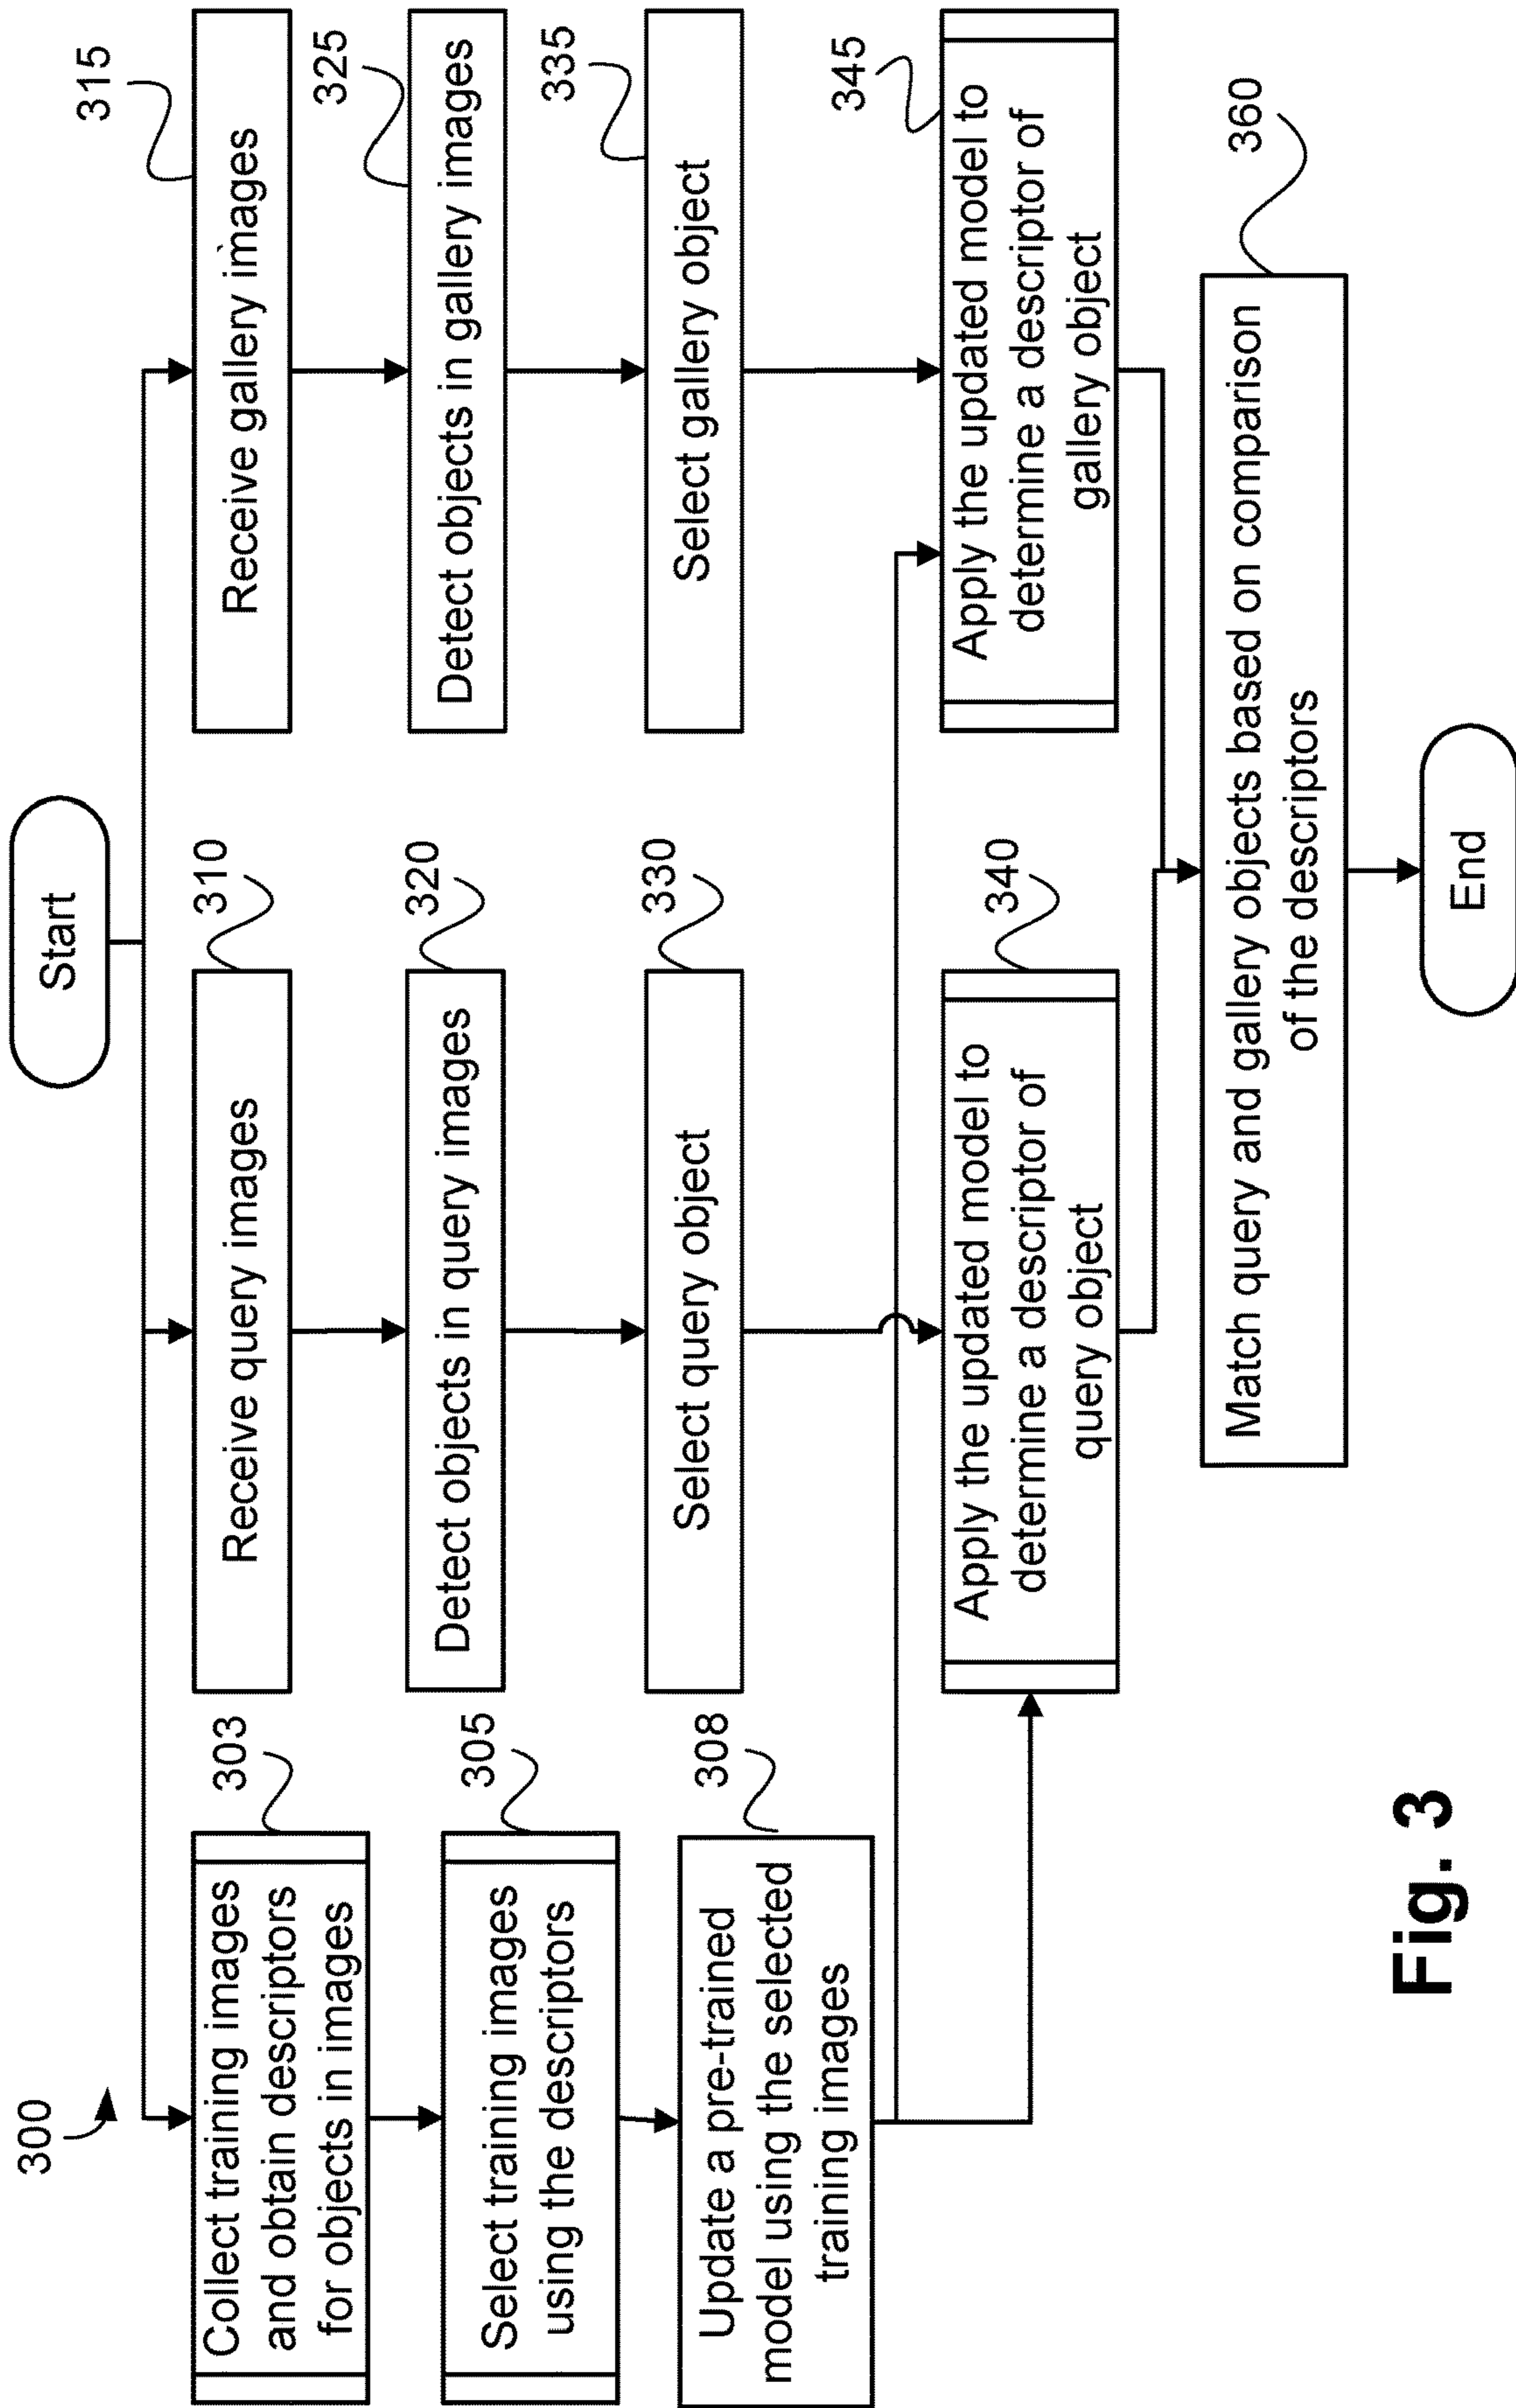 300
Start
303
Collect training images
and obtain descriptors
for objects in images
305
Select training images
using the descriptors
308
Update a pre-trained
model using the selected
training images
310
Receive query images
320
Detect objects in query images
330
Select query object
340
Apply the updated model to
determine a descriptor of
query object
315
Receive gallery images
325
Detect objects in gallery images
335
Select gallery object
345
Apply the updated model to
determine a descriptor of
gallery object
360
Match query and gallery objects based on comparison
of the descriptors
End
Fig. 3